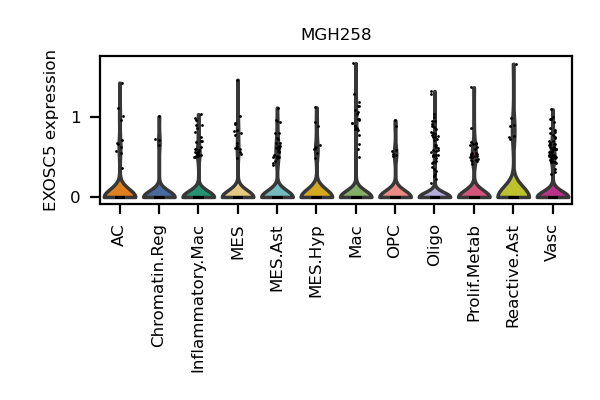 MGH258
EXOSC5 expression
1
0
AC
Chromatin.Reg
Inflammatory.Mac
MES
MES.Ast
MES.Hyp
Mac
OPC
Oligo
Prolif.Metab
Reactive.Ast
Vasc